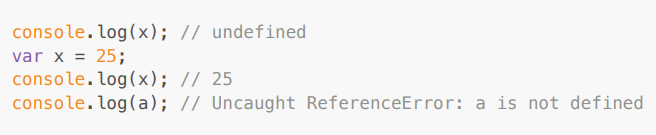 console.log(x); // undefined
var x = 25;
console.log(x); // 25
console.log(a); // Uncaught ReferenceError: a is not defined